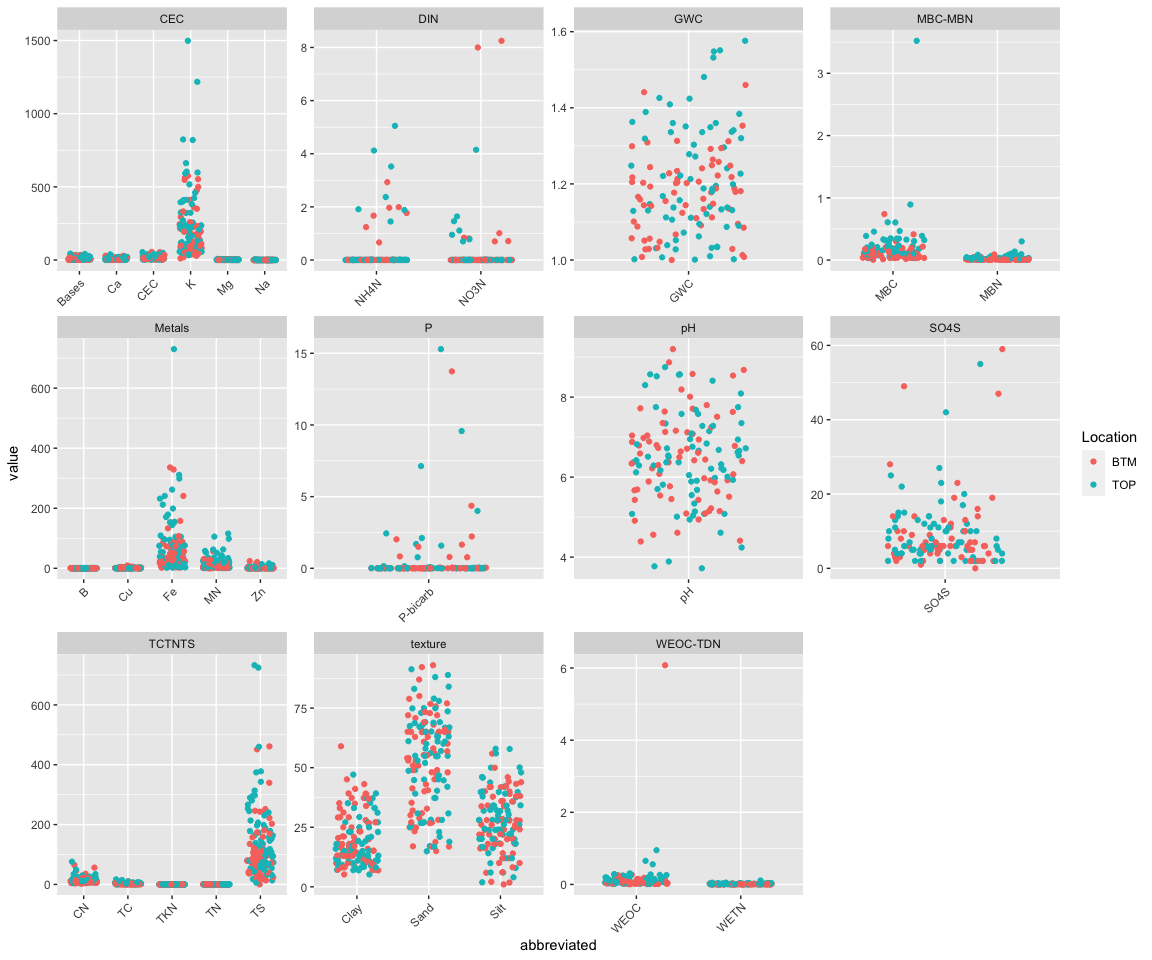 CEC DIN GWC MBC-MBN
1500 1000 500 0
8 6 4 2 0
1.6 1.4 1.2 1.0
3 2 1 0
Bases Ca CEC K Mg Na
NH4N NO3N
GWC
MBC MBN
Metals P pH SO4S
600 400 200 0
15 10 5 0
8 6 4
60 40 20 0
B Cu Fe MN Zn
P-bicarb
pH
SO4S
value
Location
BTM
TOP
TCTNTS texture WEOC-TDN
600 400 200 0
75 50 25 0
6 4 2 0
CN TC TKN TN TS
Clay Sand Silt
WEOC WETN
abbreviated